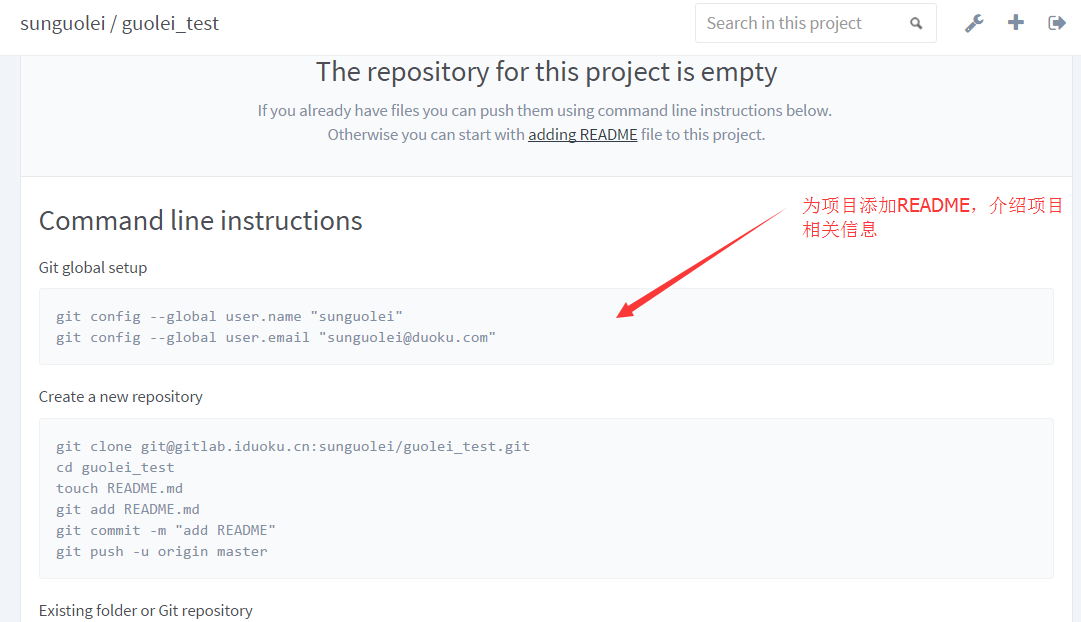 sunguolei / guolei_test
Search in this project
The repository for this project is empty
If you already have files you can push them using command line instructions below.
Otherwise you can start with adding README file to this project.
为项目添加README，介绍项目
相关信息
Command line instructions
Git global setup
git config --global user.name "sunguolei"
git config --global user.email "sunguolei@duoku.com"
Create a new repository
git clone git@gitlab.iduoku.cn:sunguolei/guolei_test.git
cd guolei_test
touch README.md
git add README.md
git commit -m "add README"
git push -u origin master
Existing folder or Git repository